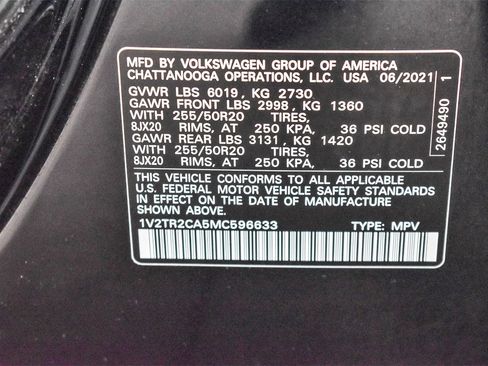 MFD BY VOLKSWAGEN GROUP OF AMERICA
CHATTANOOGA OPERATIONS, LLC. USA 06/2021
GVWR LBS 6019, KG 2730
GAWR FRONT LBS 2998, KG 1360
WITH 255/50R20 TIRES,
8JX20 RIMS, AT 250 KPA, 36 PSI COLD
GAWR REAR LBS 3131, KG 1420
WITH 255/50R20 TIRES,
8JX20 RIMS, AT 250 KPA, 36 PSI COLD
THIS VEHICLE CONFORMS TO ALL APPLICABLE
U.S. FEDERAL MOTOR VEHICLE SAFETY STANDARDS
IN EFFECT ON THE DATE OF MANUFACTURE
SHOWN ABOVE.
1V2TR2CA5MC596633 TYPE: MPV
2649490 1